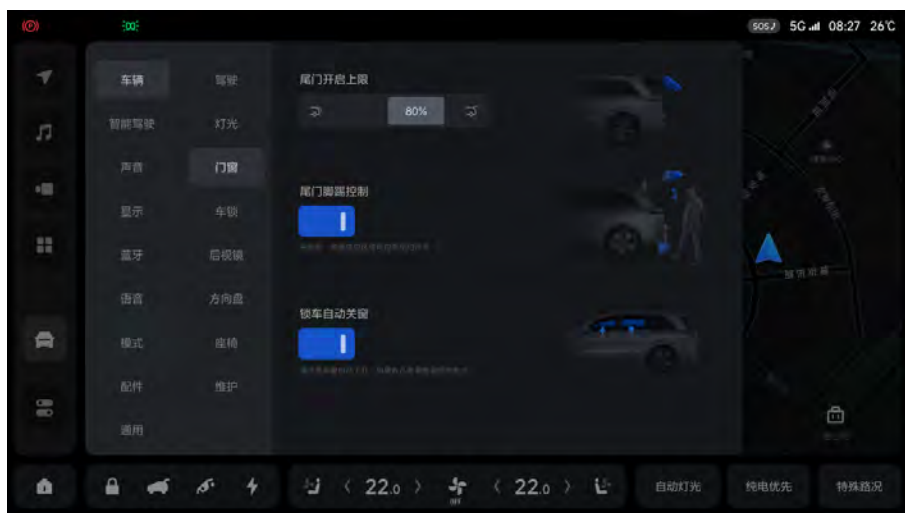 SOS 5G 08:27 26℃
车辆
驾驶
尾门开启上限
80%
智能驾驶
灯光
声音
门窗
尾门脚踢控制
显示
车锁
蓝牙
后视镜
语音
方向盘
锁车自动关窗
模式
座椅
配件
维护
通用
22.0
OFF
22.0
自动灯光
纯电优先
特殊路况